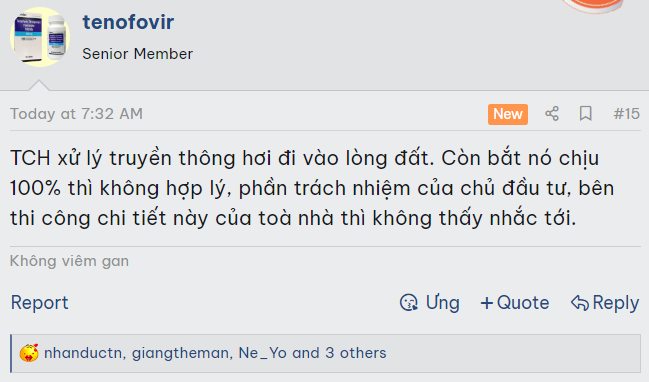 tenofovir
Senior Member
Today at 7:32 AM New #15
TCH xử lý truyền thông hơi đi vào lòng đất. Còn bắt nó chịu
100% thì không hợp lý, phần trách nhiệm của chủ đầu tư, bên
thi công chi tiết này của toà nhà thì không thấy nhắc tới.
Không viêm gan
Report Ưng +Quote Reply
nhanductn, giangtheman, Ne_Yo and 3 others